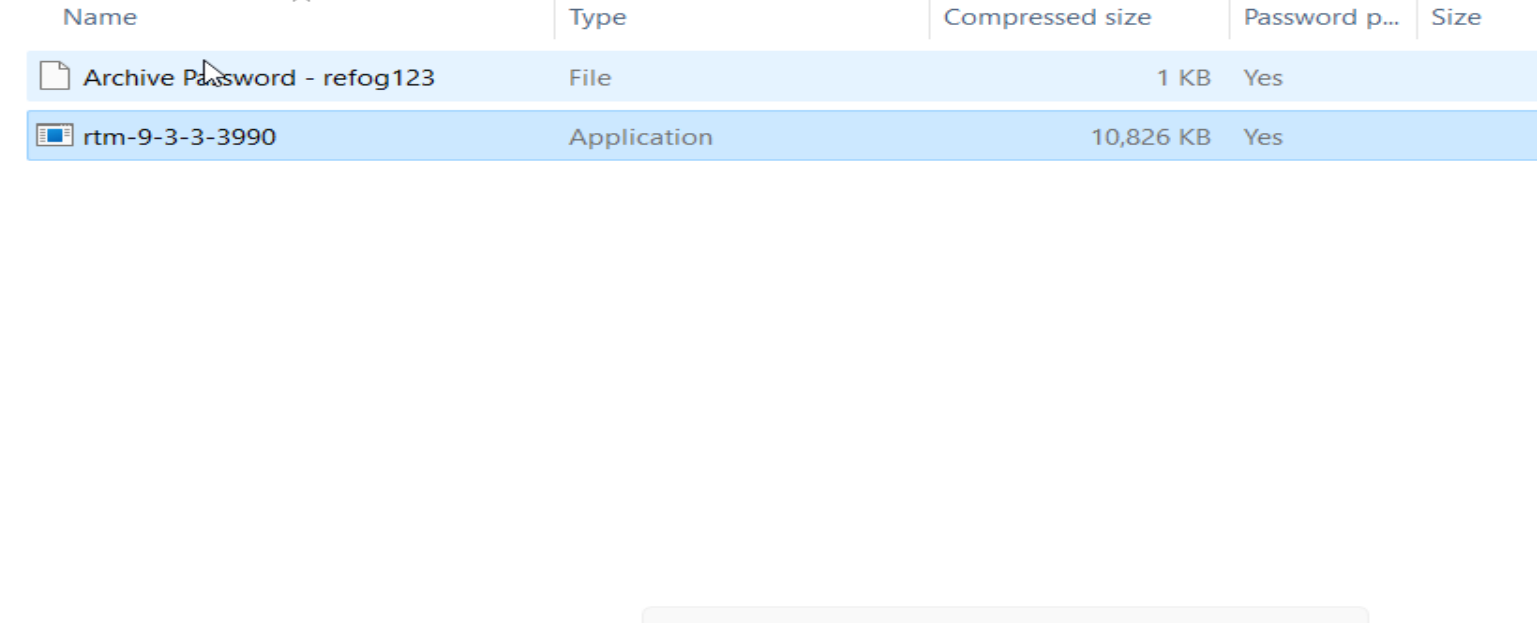 Name Type Compressed size Password p... Size
Archive Password - refog123 File 1 KB Yes
rtm-9-3-3-3990 Application 10,826 KB Yes